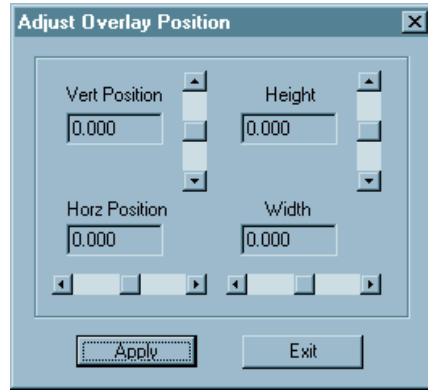 Adjust Overlay Position
Vert Position
Height
0.000
0.000
Horz Position
Width
0.000
0.000
Apply
Exit